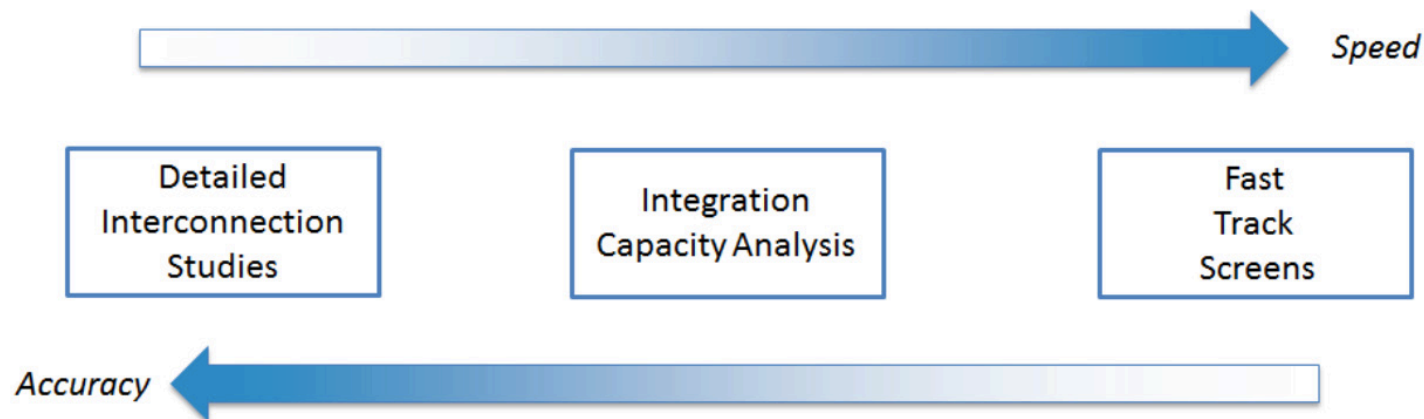 Speed
Detailed
Interconnection
Studies
Integration
Capacity Analysis
Fast
Track
Screens
Accuracy